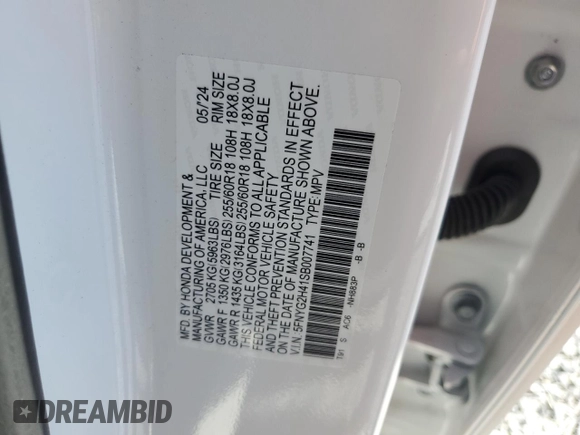 MFD. BY HONDA DEVELOPMENT &
MANUFACTURING OF AMERICA, LLC 05/'24
GVWR 2705 KG(5963LBS) TIRE SIZE RIM SIZE
GAWR F 1350 KG(2976LBS) 255/60R18 108H 18X8.0J
GAWR R 1435 KG(3164LBS) 255/60R18 108H 18X8.0J
THIS VEHICLE CONFORMS TO ALL APPLICABLE
FEDERAL MOTOR VEHICLE SAFETY
AND THEFT PREVENTION STANDARDS IN EFFECT
ON THE DATE OF MANUFACTURE SHOWN ABOVE.
V.I.N. 5FNYG2H41SB007741 TYPE:MPV
T91 S AC6 -NH883P -B -B
DREAMBID